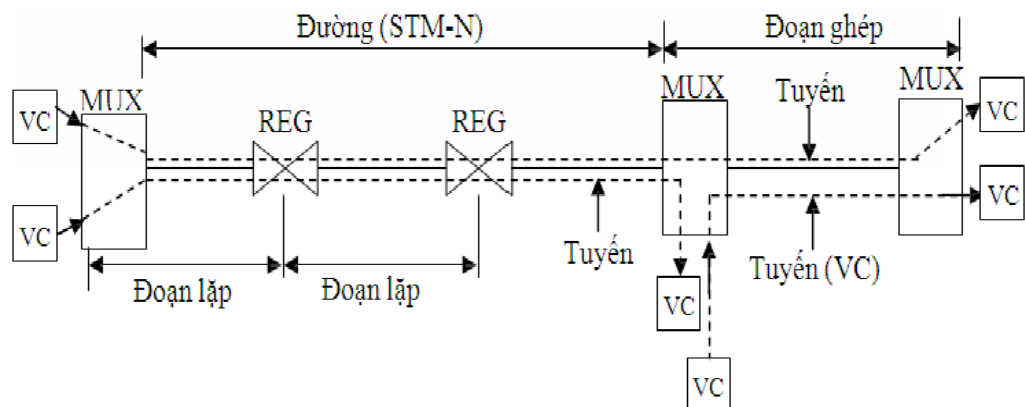 Đường (STM-N)
Đoạn ghép
VC
MUX
REG
REG
MUX
Tuyến
MUX
VC
VC
VC
Đoạn lặp
Đoạn lặp
Tuyến
VC
Tuyến (VC)
VC